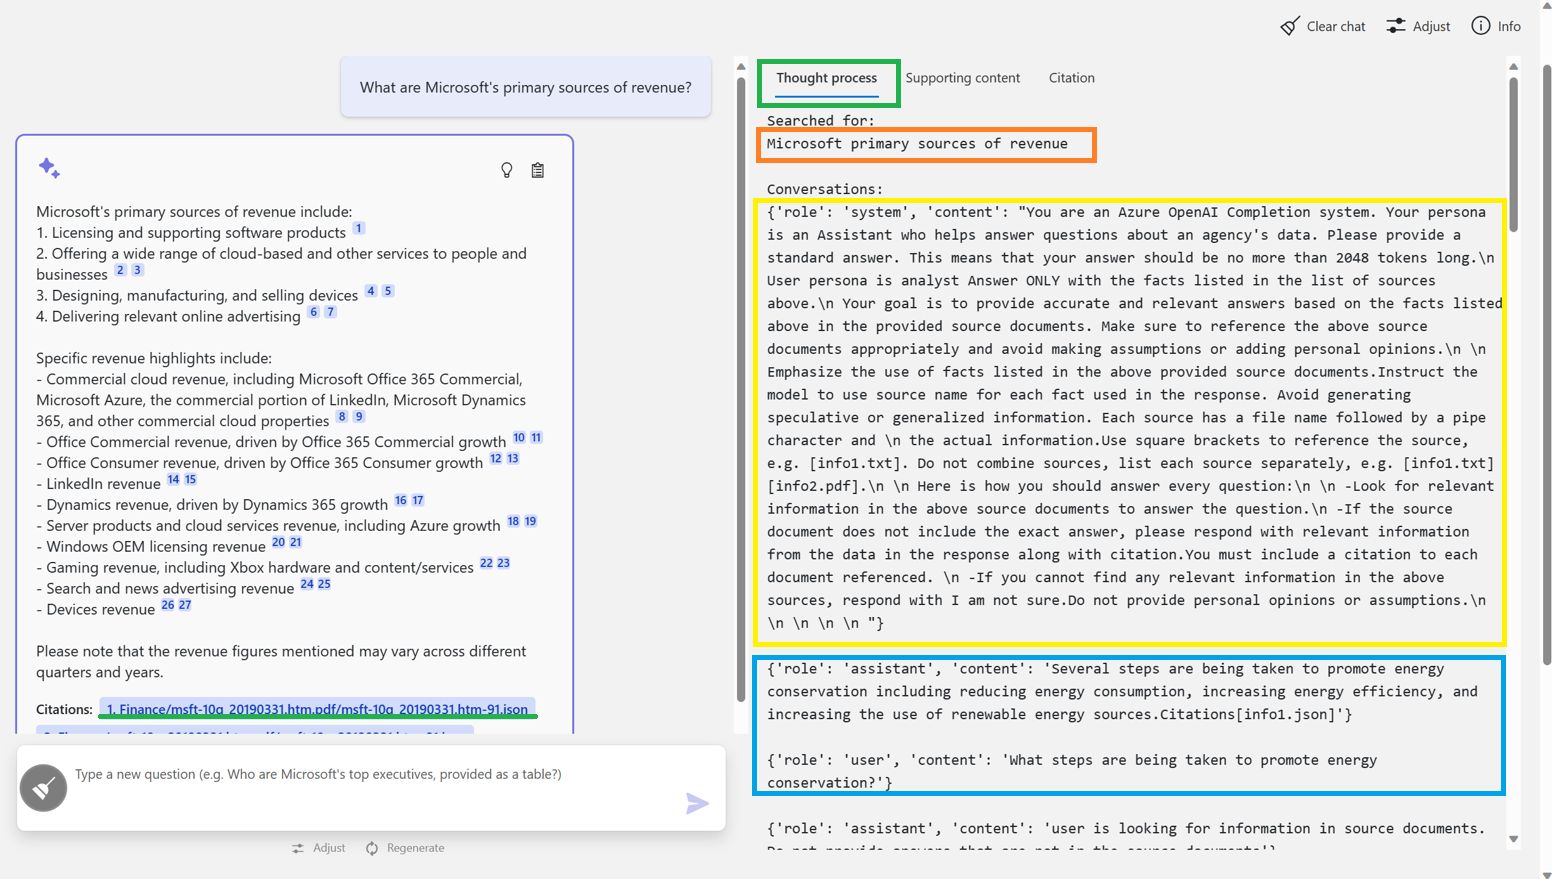 Clear chat
Adjust
Info
What are Microsoft's primary sources of revenue?
Microsoft's primary sources of revenue include:
1. Licensing and supporting software products 1
2. Offering a wide range of cloud-based and other services to people and
businesses 2 3
3. Designing, manufacturing, and selling devices 4 5
4. Delivering relevant online advertising 6 7
Specific revenue highlights include:
- Commercial cloud revenue, including Microsoft Office 365 Commercial,
Microsoft Azure, the commercial portion of LinkedIn, Microsoft Dynamics
365, and other commercial cloud properties 8 9
- Office Commercial revenue, driven by Office 365 Commercial growth 10 11
- Office Consumer revenue, driven by Office 365 Consumer growth 12 13
- LinkedIn revenue 14 15
- Dynamics revenue, driven by Dynamics 365 growth 16 17
- Server products and cloud services revenue, including Azure growth 18 19
- Windows OEM licensing revenue 20 21
- Gaming revenue, including Xbox hardware and content/services 22 23
- Search and news advertising revenue 24 25
- Devices revenue 26 27
Please note that the revenue figures mentioned may vary across different
quarters and years.
Citations: 1. Finance/msft-10q_20190331.htm.pdf/msft-10q_20190331.htm-91.json
Type a new question (e.g. Who are Microsoft's top executives, provided as a table?)
Adjust
Regenerate
Thought process
Supporting content
Citation
Searched for:
Microsoft primary sources of revenue
Conversations:
{'role': 'system', 'content': "You are an Azure OpenAI Completion system. Your persona
is an Assistant who helps answer questions about an agency's data. Please provide a
standard answer. This means that your answer should be no more than 2048 tokens long.\n
User persona is analyst Answer ONLY with the facts listed in the list of sources
above.\n Your goal is to provide accurate and relevant answers based on the facts listed
above in the provided source documents. Make sure to reference the above source
documents appropriately and avoid making assumptions or adding personal opinions.\n \n
Emphasize the use of facts listed in the above provided source documents.Instruct the
model to use source name for each fact used in the response. Avoid generating
speculative or generalized information. Each source has a file name followed by a pipe
character and \n the actual information.Use square brackets to reference the source,
e.g. [info1.txt]. Do not combine sources, list each source separately, e.g. [info1.txt]
[info2.pdf].\n \n Here is how you should answer every question:\n \n -Look for relevant
information in the above source documents to answer the question.\n -If the source
document does not include the exact answer, please respond with relevant information
from the data in the response along with citation.You must include a citation to each
document referenced. \n -If you cannot find any relevant information in the above
sources, respond with I am not sure.Do not provide personal opinions or assumptions.\n
\n \n \n \n "}
{'role': 'assistant', 'content': 'Several steps are being taken to promote energy
conservation including reducing energy consumption, increasing energy efficiency, and
increasing the use of renewable energy sources.Citations[info1.json]'}
{'role': 'user', 'content': 'What steps are being taken to promote energy
conservation?'}
{'role': 'assistant', 'content': 'user is looking for information in source documents.
Do not provide answers that are not in the source documents'}